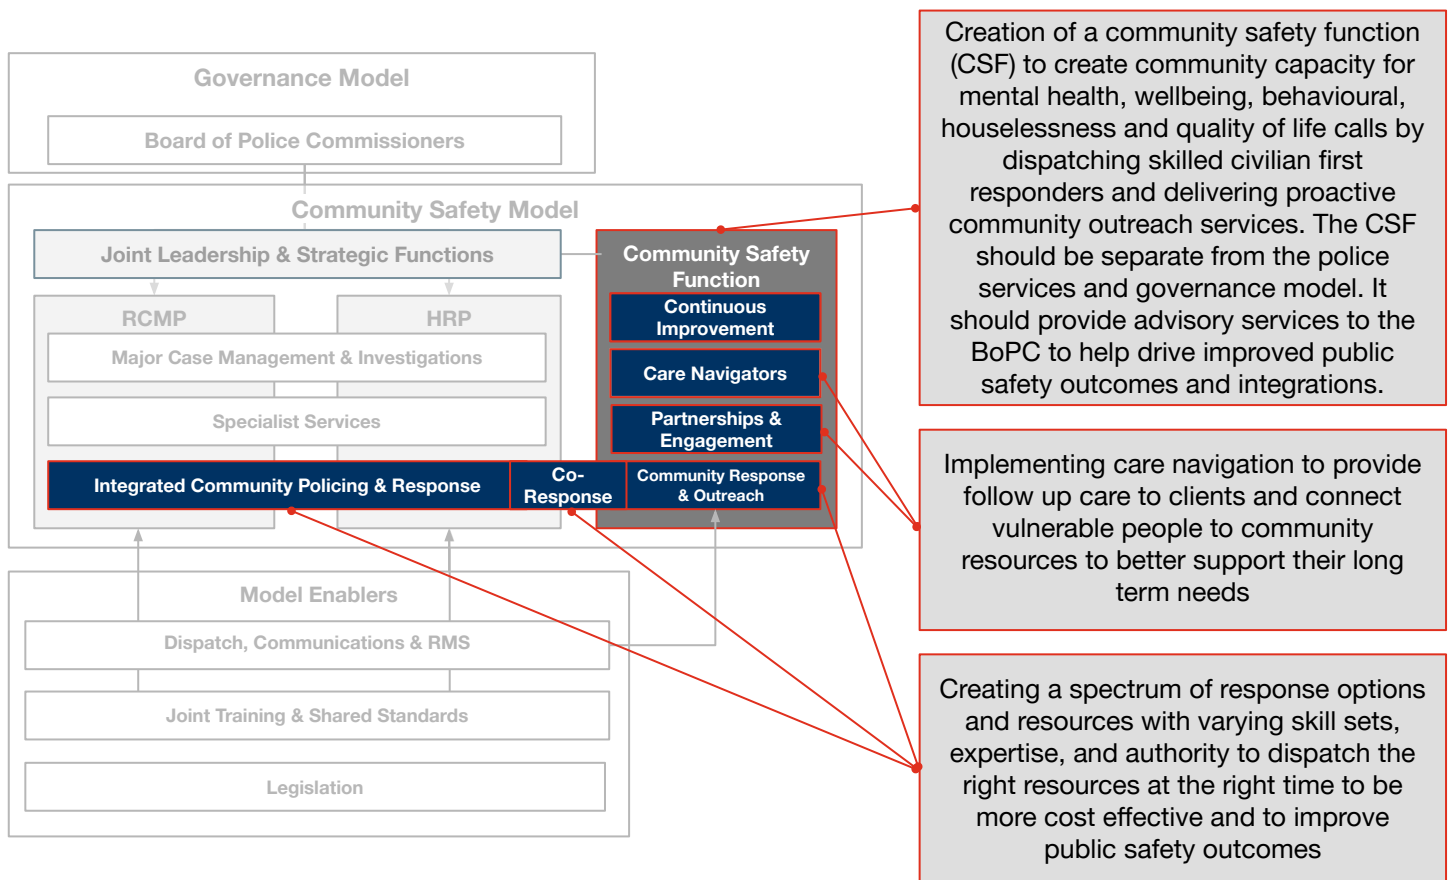 Governance Model
Board of Police Commissioners
Community Safety Model
Joint Leadership & Strategic Functions
RCMP
HRP
Major Case Management & Investigations
Specialist Services
Integrated Community Policing & Response
Co-
Response
Community Safety
Function
Continuous
Improvement
Care Navigators
Partnerships &
Engagement
Community Response
& Outreach
Model Enablers
Dispatch, Communications & RMS
Joint Training & Shared Standards
Legislation
Creation of a community safety function
(CSF) to create community capacity for
mental health, wellbeing, behavioural,
houselessness and quality of life calls by
dispatching skilled civilian first
responders and delivering proactive
community outreach services. The CSF
should be separate from the police
services and governance model. It
should provide advisory services to the
BoPC to help drive improved public
safety outcomes and integrations.
Implementing care navigation to provide
follow up care to clients and connect
vulnerable people to community
resources to better support their long
term needs
Creating a spectrum of response options
and resources with varying skill sets,
expertise, and authority to dispatch the
right resources at the right time to be
more cost effective and to improve
public safety outcomes